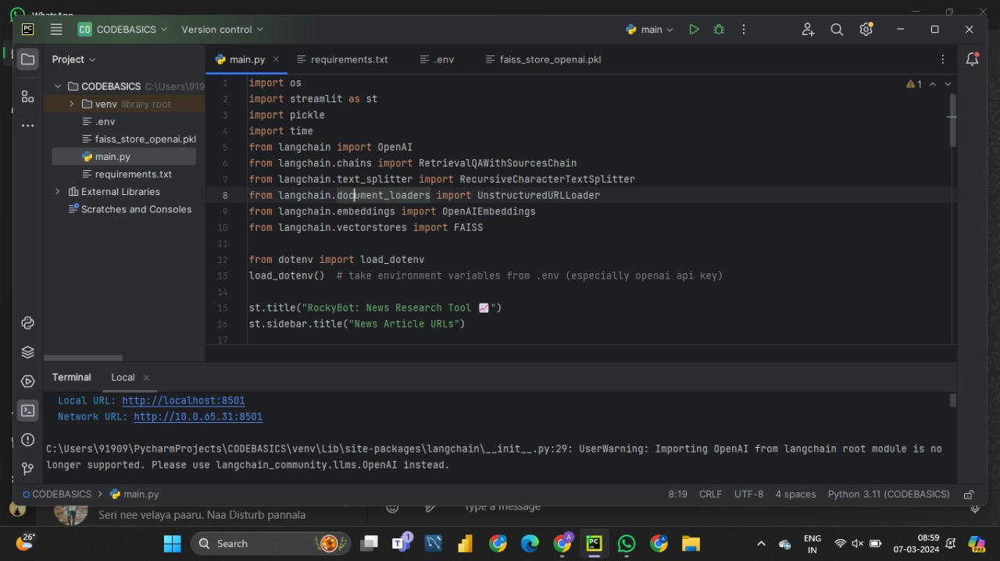 WhatsApp
PC
CO CODEBASICS
Version control
main
Project
main.py
requirements.txt
.env
faiss_store_openai.pkl
CODEBASICS C:\Users\919
venv library root
.env
faiss_store_openai.pkl
main.py
requirements.txt
External Libraries
Scratches and Consoles
1
1 import os
2 import streamlit as st
3 import pickle
4 import time
5 from langchain import OpenAI
6 from langchain.chains import RetrievalQAWithSourcesChain
7 from langchain.text_splitter import RecursiveCharacterTextSplitter
8 from langchain.document_loaders import UnstructuredURLLoader
9 from langchain.embeddings import OpenAIEmbeddings
10 from langchain.vectorstores import FAISS
11
12 from dotenv import load_dotenv
13 load_dotenv()  # take environment variables from .env (especially openai api key)
14
15 st.title("RockyBot: News Research Tool 📈")
16 st.sidebar.title("News Article URLs")
17
Terminal Local
Local URL: http://localhost:8501
Network URL: http://10.0.65.31:8501
C:\Users\91909\PycharmProjects\CODEBASICS\venv\Lib\site-packages\langchain\__init__.py:29: UserWarning: Importing OpenAI from langchain root module is no
longer supported. Please use langchain_community.llms.OpenAI instead.
CODEBASICS > main.py
8:19 CRLF UTF-8 4 spaces Python 3.11 (CODEBASICS)
Seri nee velaya paaru. Naa Disturb pannala
Type a message
26°
Search
1
PC
ENG
IN
08:59
07-03-2024
PRE